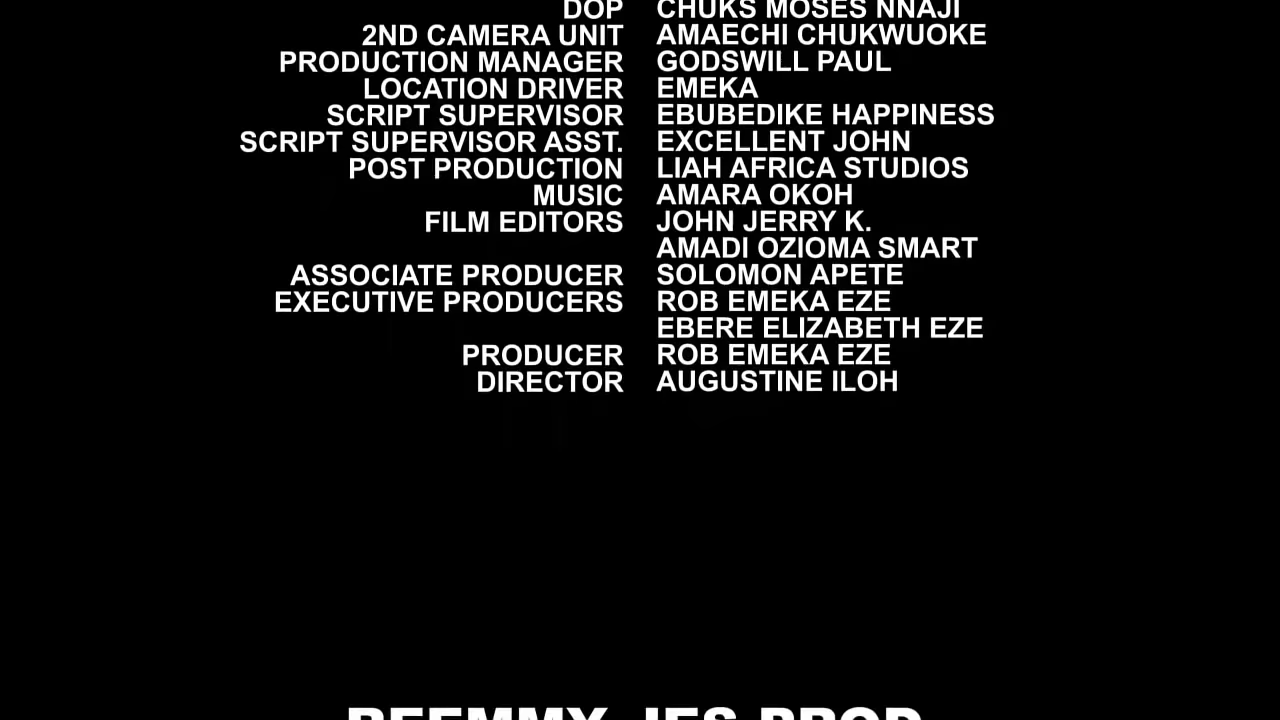 DOP CHUKS MOSES NNAJI
2ND CAMERA UNIT AMAECHI CHUKWUOKE
PRODUCTION MANAGER GODSWILL PAUL
LOCATION DRIVER EMEKA
SCRIPT SUPERVISOR EBUBEDIKE HAPPINESS
SCRIPT SUPERVISOR ASST. EXCELLENT JOHN
POST PRODUCTION LIAH AFRICA STUDIOS
MUSIC AMARA OKOH
FILM EDITORS JOHN JERRY K.
AMADI OZIOMA SMART
ASSOCIATE PRODUCER SOLOMON APETE
EXECUTIVE PRODUCERS ROB EMEKA EZE
EBERE ELIZABETH EZE
PRODUCER ROB EMEKA EZE
DIRECTOR AUGUSTINE ILOH
PROD